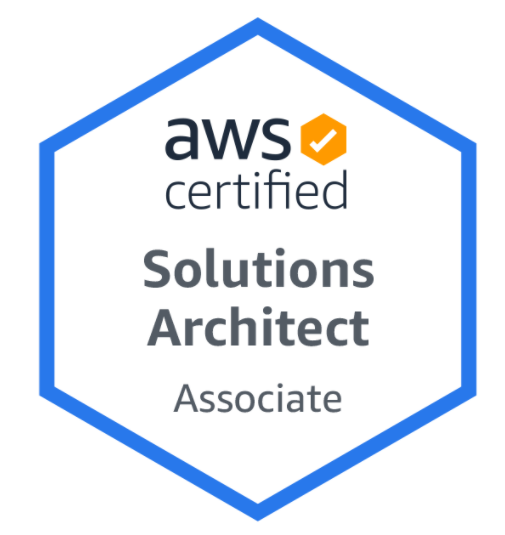 aws
certified
Solutions
Architect
Associate